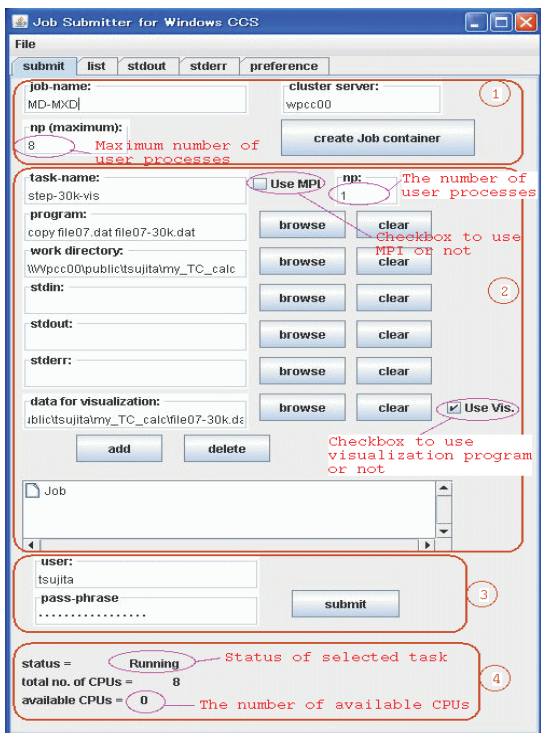 Job Submitter for Windows CCS
File
submit list stdout stderr preference
job-name:
MD-MXD
cluster server:
wpcc00
1
np (maximum):
8
Maximum number of
user processes
create Job container
task-name:
step-30k-vis
Use MPI
np:
1
The number of
user processes
program:
copy file07.dat file07-30k.dat
browse clear
Checkbox to use
MPI or not
work directory:
\\Wpcc00\public\tsujita\my_TC_calc
browse clear
2
stdin:
browse clear
stdout:
browse clear
stderr:
browse clear
data for visualization:
ıblic\tsujita\my_TC_calc\file07-30k.da
browse clear
Use Vis.
add delete
Checkbox to use
visualization program
or not
Job
user:
tsujita
pass-phrase
submit
3
status = Running
Status of selected task
total no. of CPUs = 8
4
available CPUs = 0
The number of available CPUs